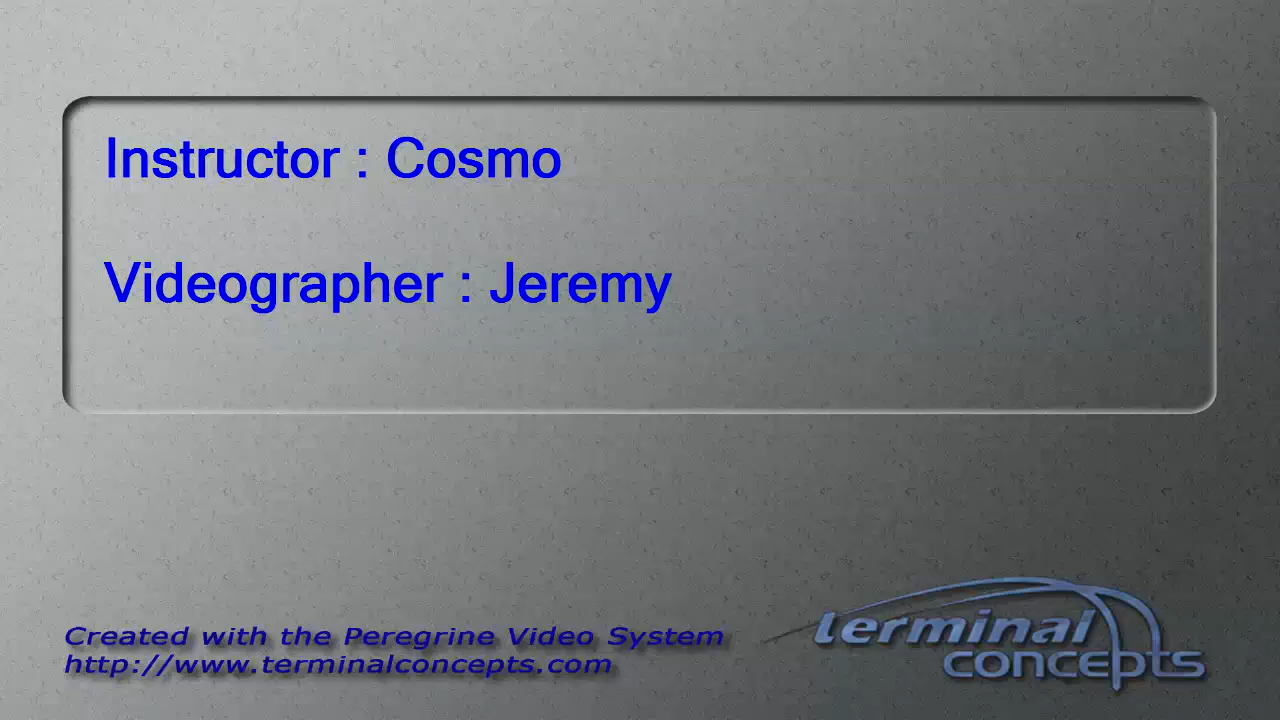 Instructor : Cosmo
Videographer : Jeremy
Created with the Peregrine Video System
http://www.terminalconcepts.com
terminal
concepts